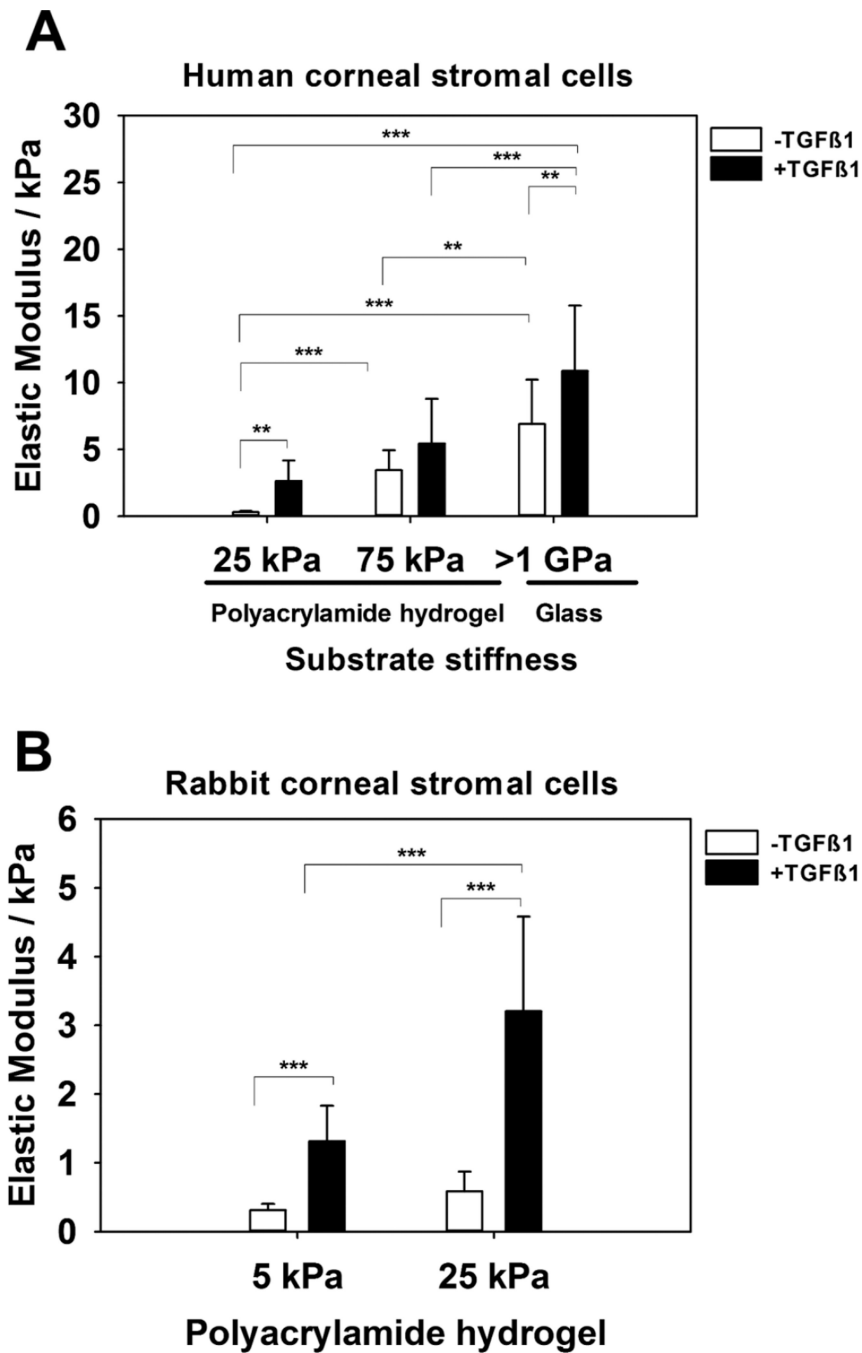 A
Human corneal stromal cells
30
25
20
15
10
5
0
Elastic Modulus / kPa
***
***
**
**
***
***
**
-TGFß1
+TGFß1
25 kPa 75 kPa >1 GPa
Polyacrylamide hydrogel Glass
Substrate stiffness
B
Rabbit corneal stromal cells
6
5
4
3
2
1
0
Elastic Modulus / kPa
***
***
***
-TGFß1
+TGFß1
5 kPa 25 kPa
Polyacrylamide hydrogel